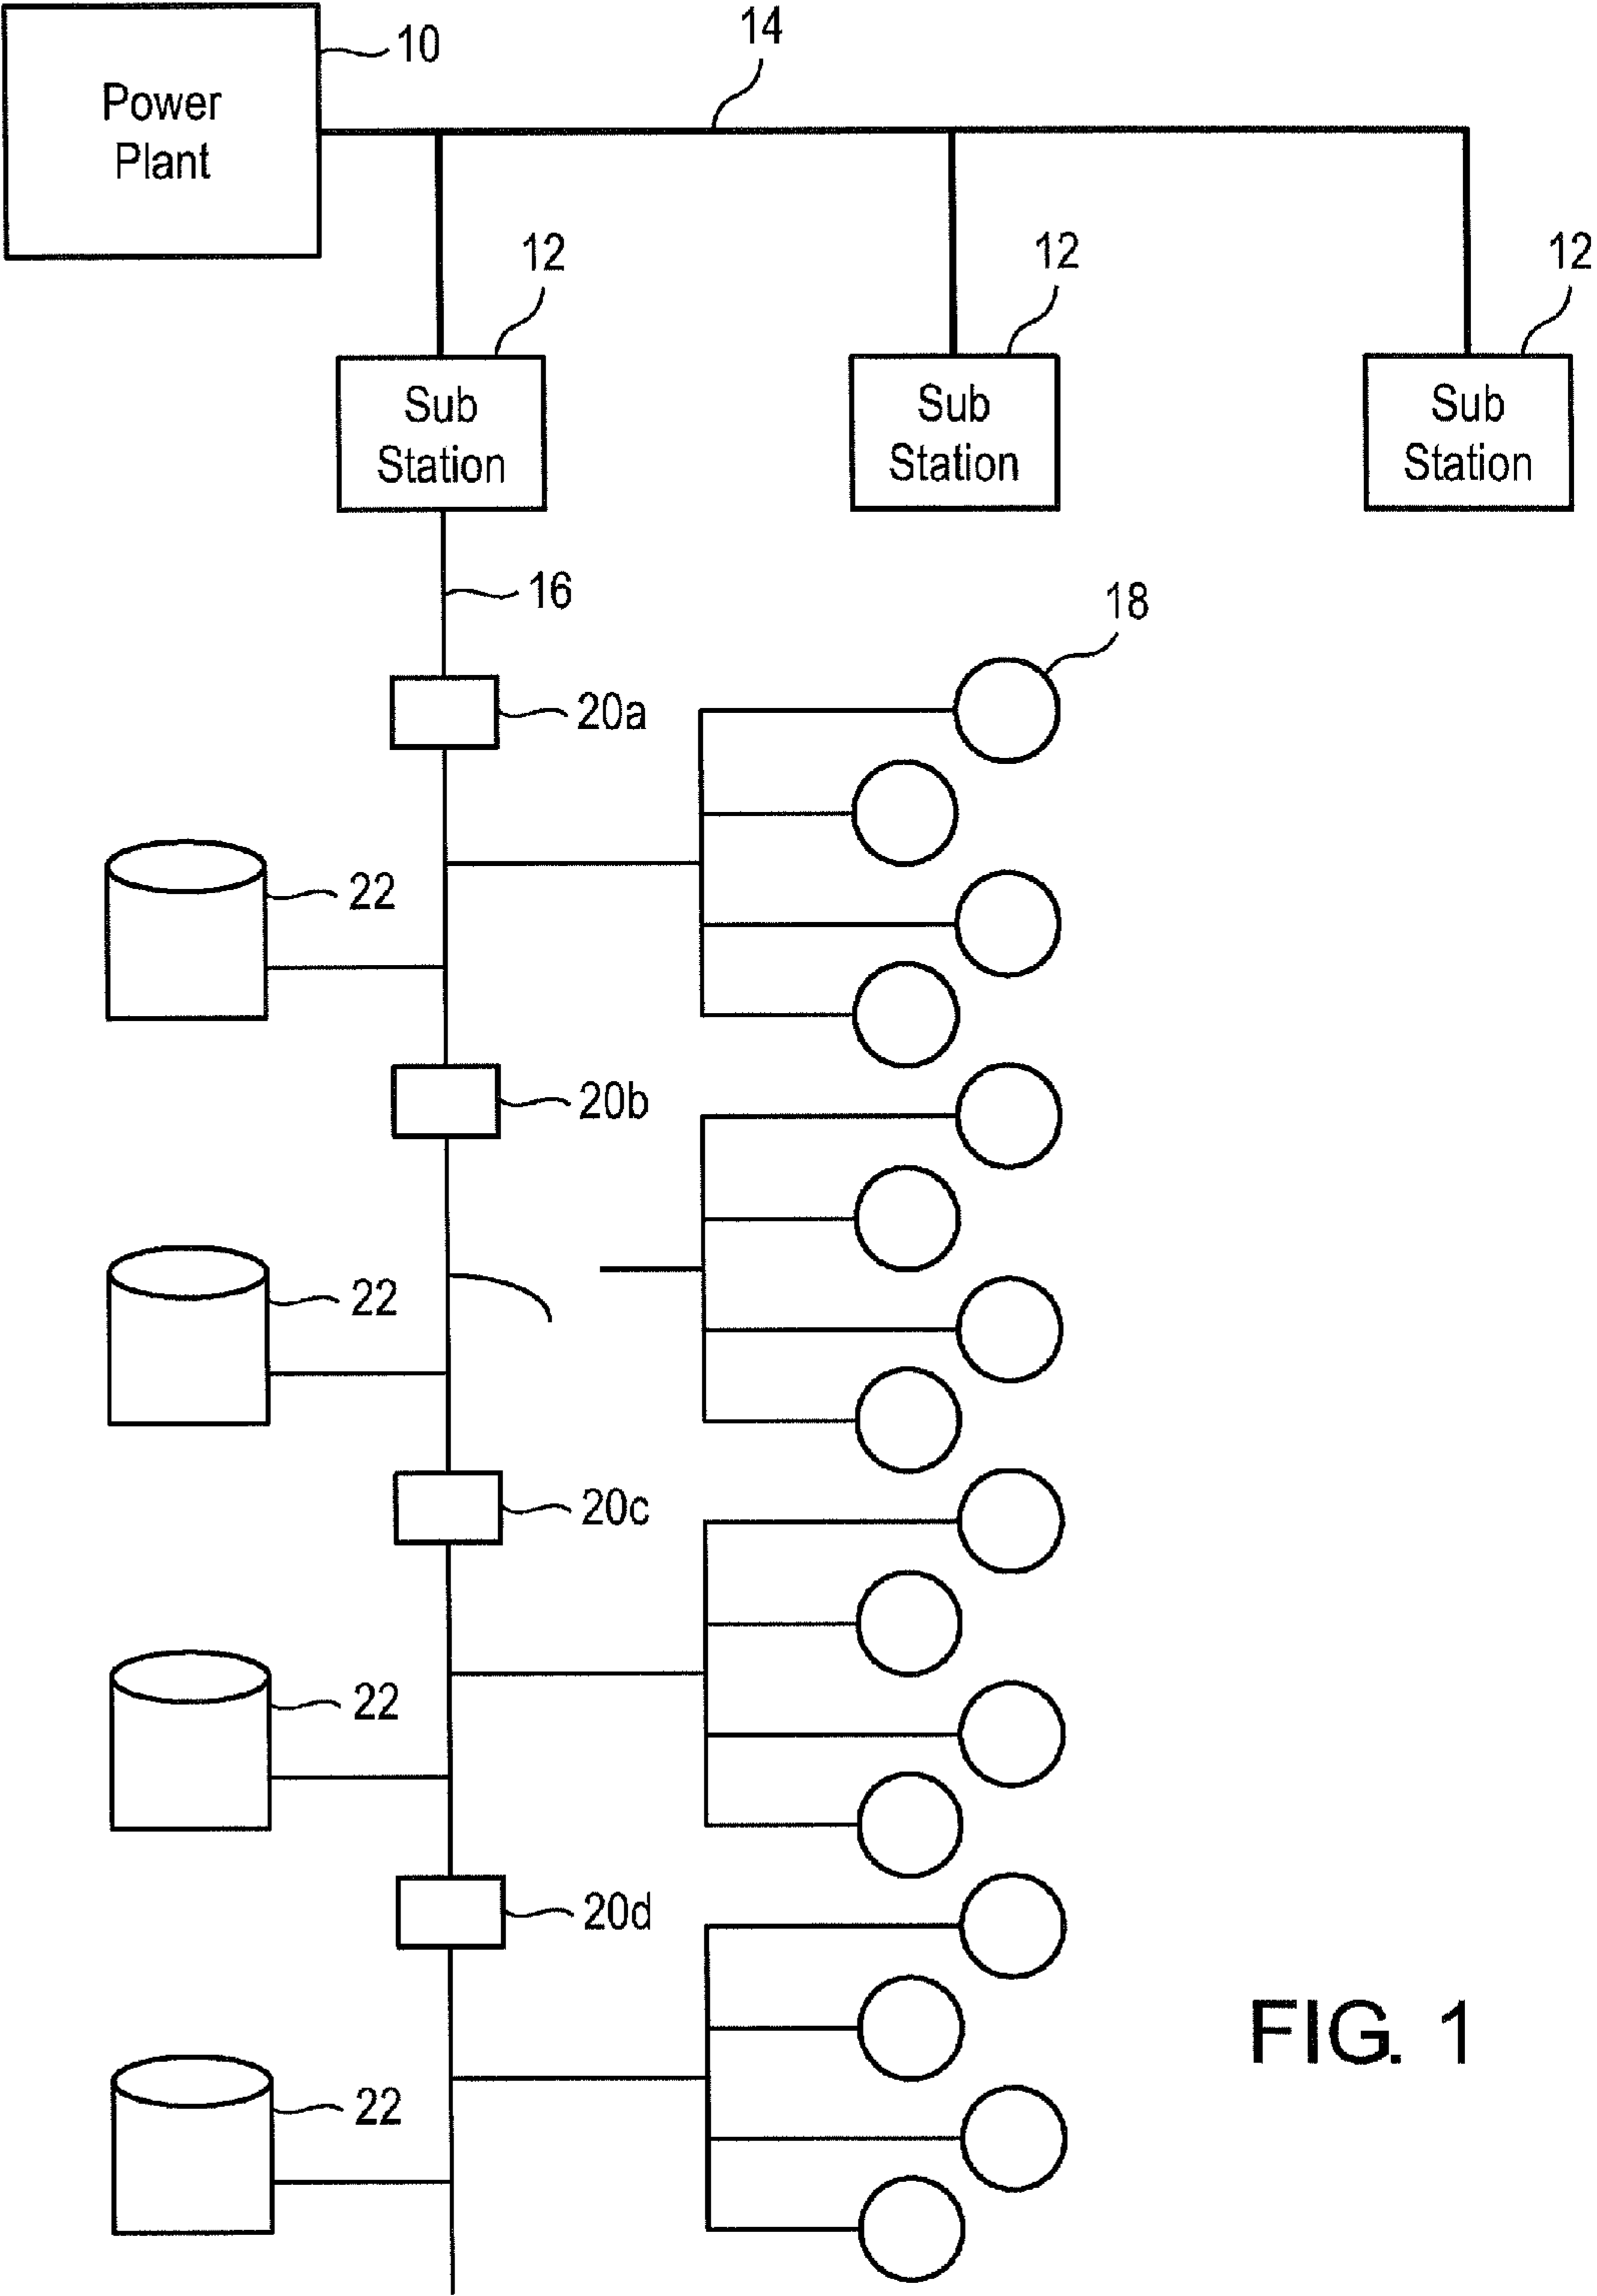 10
14
Power
Plant
12
12
12
Sub
Station
Sub
Station
Sub
Station
16
18
20a
22
20b
22
20c
22
20d
22
FIG. 1